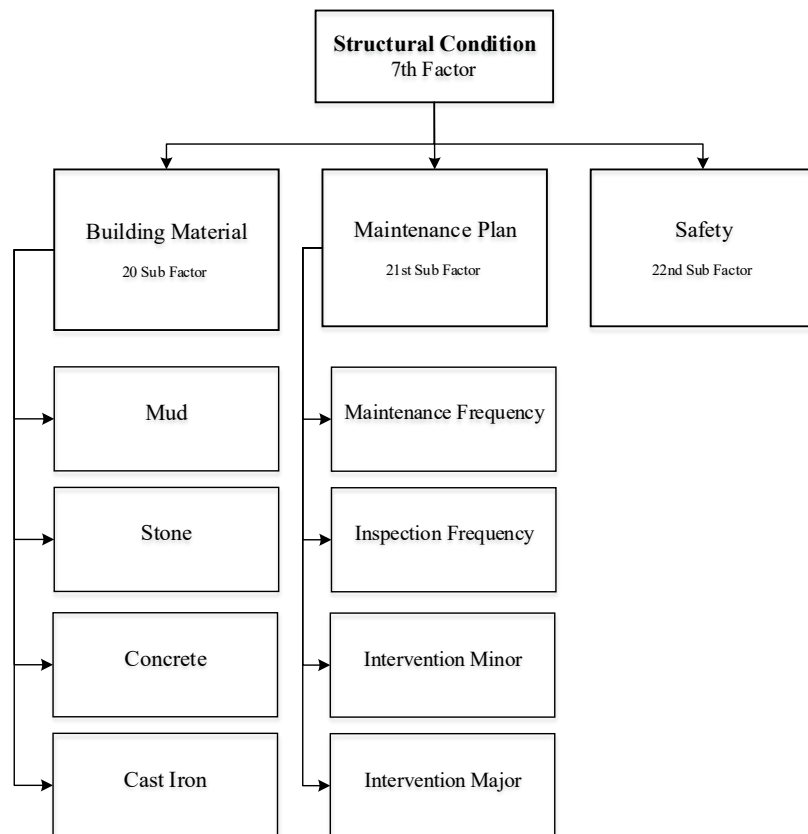 Structural Condition
7th Factor
Building Material
20 Sub Factor
Maintenance Plan
21st Sub Factor
Safety
22nd Sub Factor
Mud
Maintenance Frequency
Stone
Inspection Frequency
Concrete
Intervention Minor
Cast Iron
Intervention Major